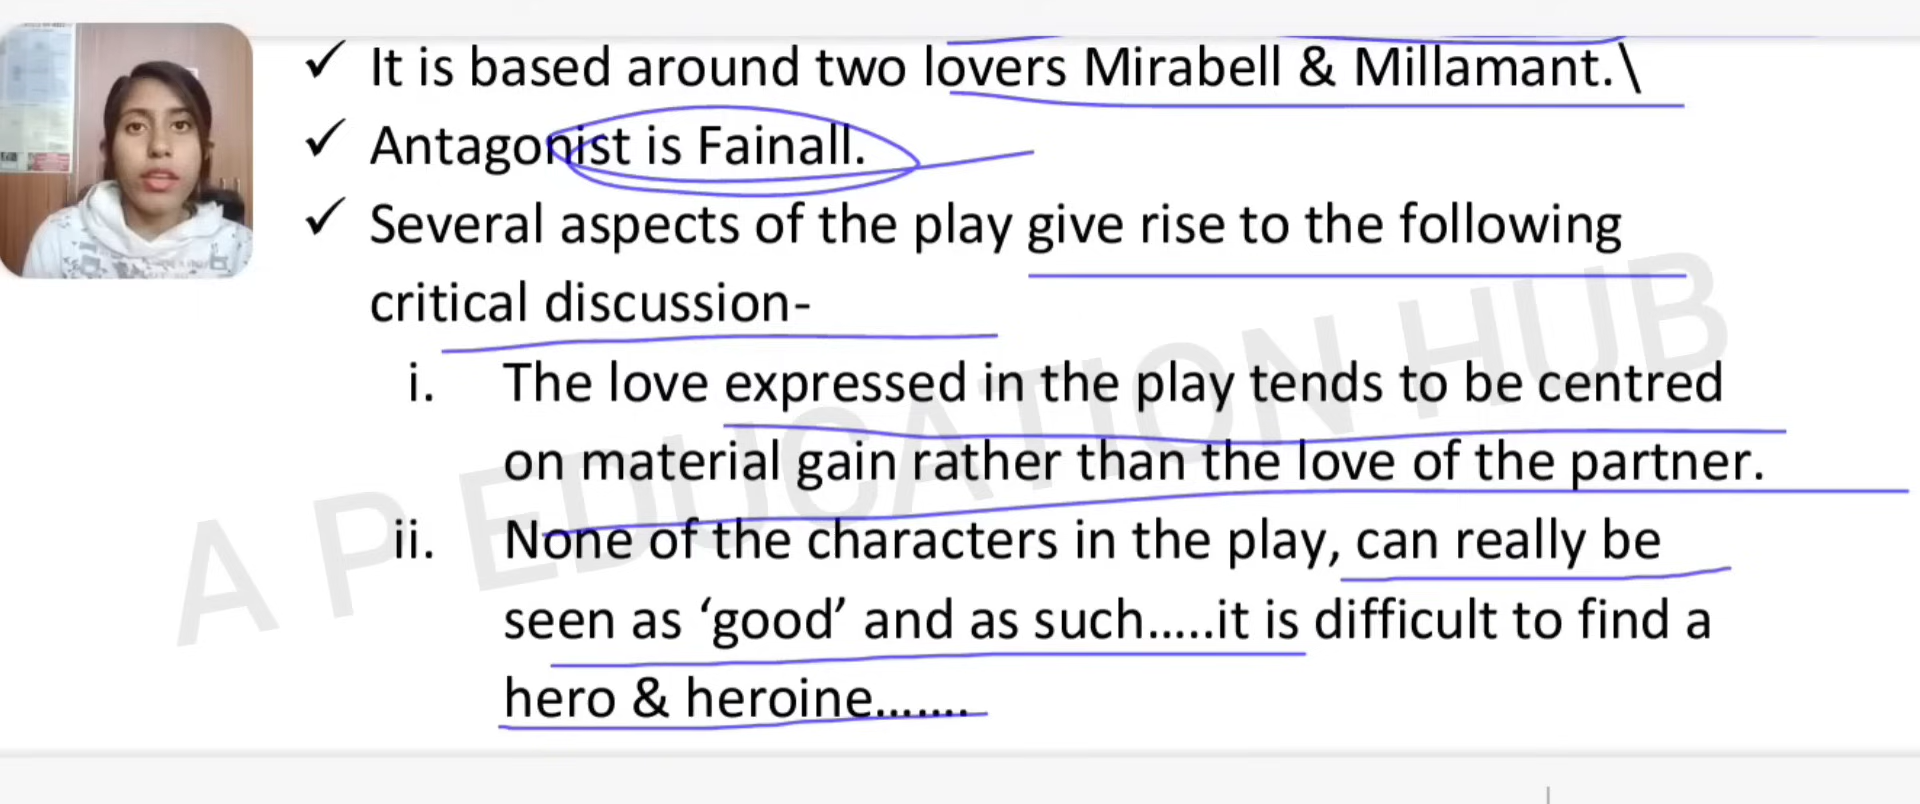 ✓ It is based around two lovers Mirabell & Millamant.\
✓ Antagonist is Fainall.
✓ Several aspects of the play give rise to the following
critical discussion-
i. The love expressed in the play tends to be centred
on material gain rather than the love of the partner.
ii. None of the characters in the play, can really be
seen as ‘good’ and as such.....it is difficult to find a
hero & heroine.......
A P EDUCATION HUB